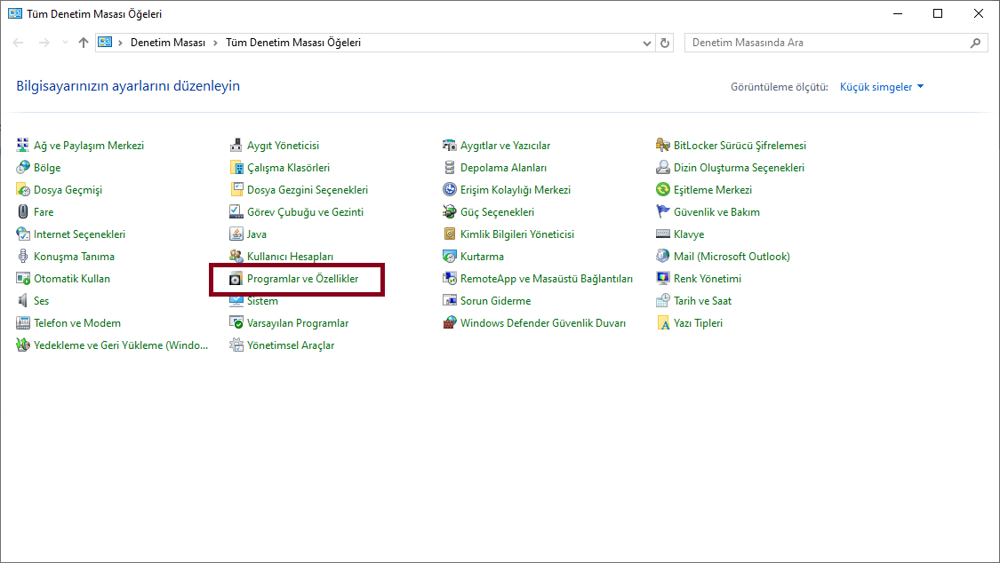 Tüm Denetim Masası Öğeleri
Denetim Masası > Tüm Denetim Masası Öğeleri
Denetim Masasında Ara
Bilgisayarınızın ayarlarını düzenleyin
Görüntüleme ölçütü: Küçük simgeler
Ağ ve Paylaşım Merkezi
Aygıt Yöneticisi
Aygıtlar ve Yazıcılar
BitLocker Sürücü Şifrelemesi
Bölge
Çalışma Klasörleri
Depolama Alanları
Dizin Oluşturma Seçenekleri
Dosya Geçmişi
Dosya Gezgini Seçenekleri
Erişim Kolaylığı Merkezi
Eşitleme Merkezi
Fare
Görev Çubuğu ve Gezinti
Güç Seçenekleri
Güvenlik ve Bakım
Internet Seçenekleri
Java
Kimlik Bilgileri Yöneticisi
Klavye
Konuşma Tanıma
Kullanıcı Hesapları
Kurtarma
Mail (Microsoft Outlook)
Otomatik Kullan
Programlar ve Özellikler
RemoteApp ve Masaüstü Bağlantıları
Renk Yönetimi
Ses
Sistem
Sorun Giderme
Tarih ve Saat
Telefon ve Modem
Varsayılan Programlar
Windows Defender Güvenlik Duvarı
Yazı Tipleri
Yedekleme ve Geri Yükleme (Windo...
Yönetimsel Araçlar